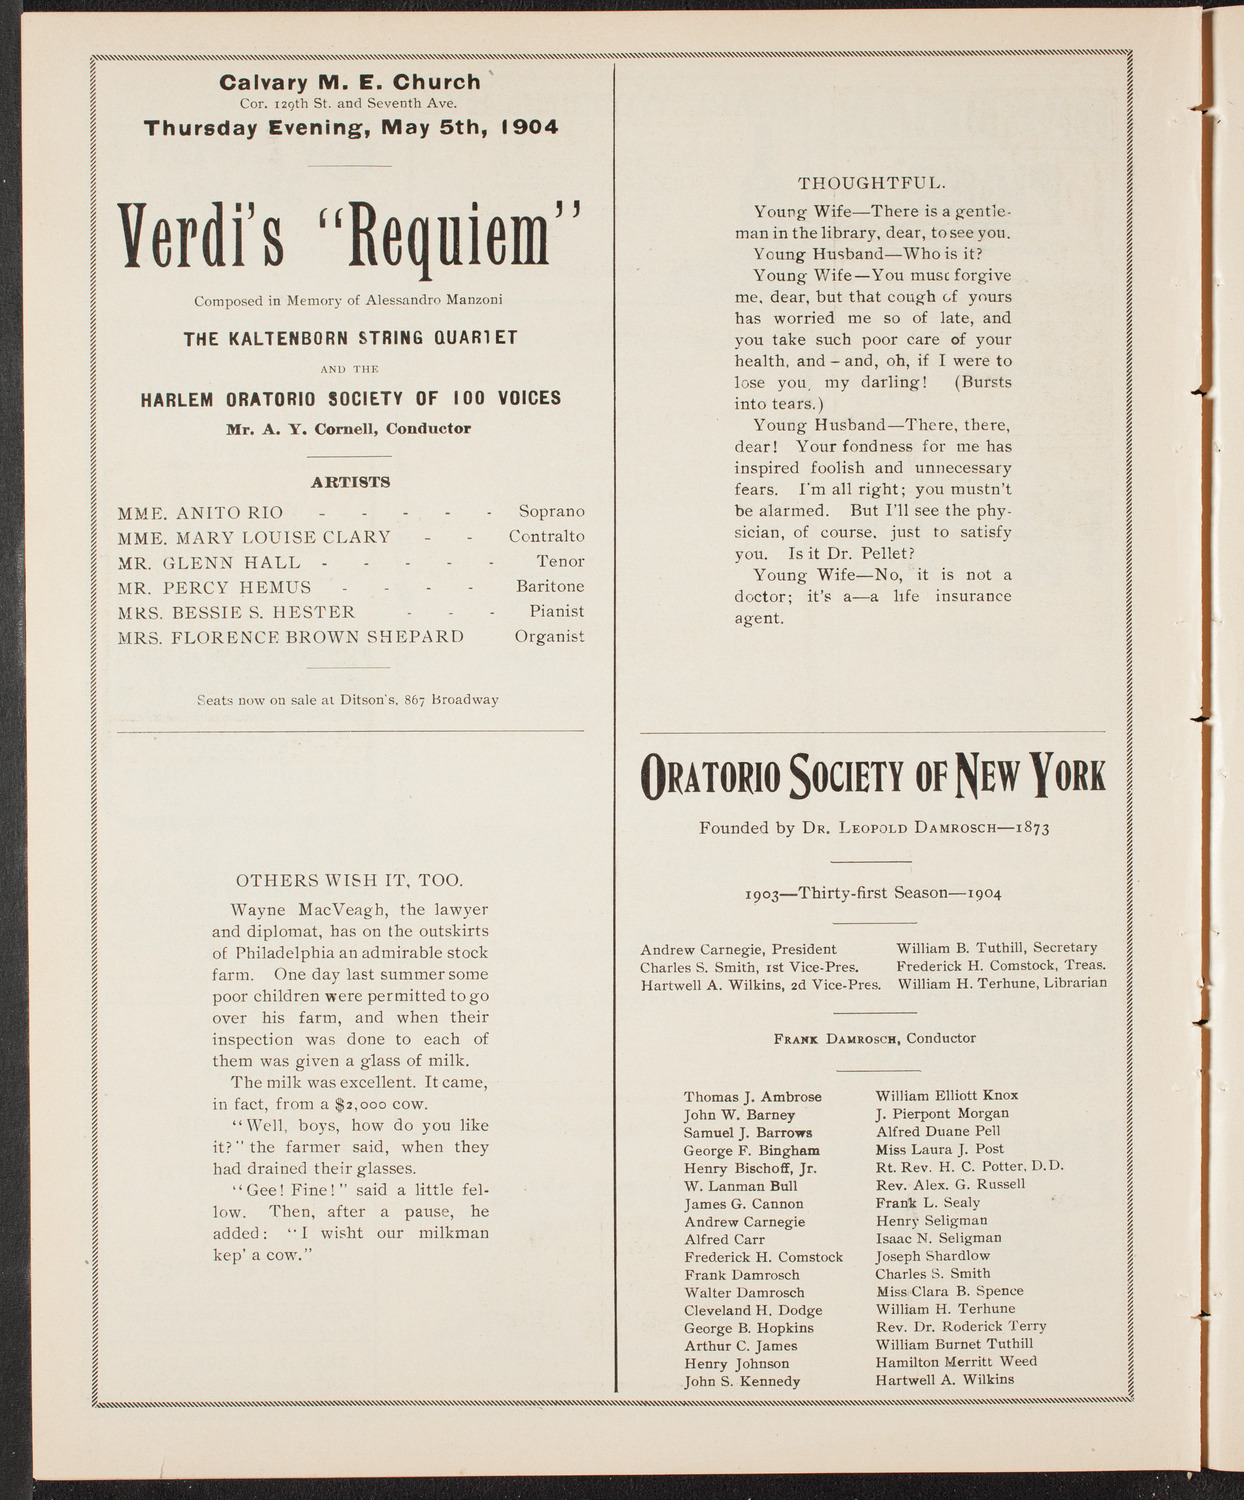 Calvary M. E. Church
Cor. 129th St. and Seventh Ave.
Thursday Evening, May 5th, 1904
Verdi's "Requiem"
Composed in Memory of Alessandro Manzoni
THE KALTENBORN STRING QUARTET
AND THE
HARLEM ORATORIO SOCIETY OF 100 VOICES
Mr. A. Y. Cornell, Conductor
ARTISTS
MME. ANITO RIO - - - - - Soprano
MME. MARY LOUISE CLARY - - Contralto
MR. GLENN HALL - - - - - Tenor
MR. PERCY HEMUS - - - - Baritone
MRS. BESSIE S. HESTER - - - Pianist
MRS. FLORENCE BROWN SHEPARD Organist
Seats now on sale at Ditson's, 867 Broadway
OTHERS WISH IT, TOO.
Wayne MacVeagh, the lawyer
and diplomat, has on the outskirts
of Philadelphia an admirable stock
farm. One day last summer some
poor children were permitted to go
over his farm, and when their
inspection was done to each of
them was given a glass of milk.
The milk was excellent. It came,
in fact, from a $2,000 cow.
"Well, boys, how do you like
it?" the farmer said, when they
had drained their glasses.
"Gee! Fine!" said a little fel-
low. Then, after a pause, he
added: "I wisht our milkman
kep' a cow."
THOUGHTFUL.
Young Wife—There is a gentle-
man in the library, dear, to see you.
Young Husband—Who is it?
Young Wife—You must forgive
me, dear, but that cough of yours
has worried me so of late, and
you take such poor care of your
health, and – and, oh, if I were to
lose you, my darling! (Bursts
into tears.)
Young Husband—There, there,
dear! Your fondness for me has
inspired foolish and unnecessary
fears. I'm all right; you mustn't
be alarmed. But I'll see the phy-
sician, of course, just to satisfy
you. Is it Dr. Pellet?
Young Wife—No, it is not a
doctor; it's a—a life insurance
agent.
ORATORIO SOCIETY OF NEW YORK
Founded by DR. LEOPOLD DAMROSCH—1873
1903—Thirty-first Season—1904
Andrew Carnegie, President William B. Tuthill, Secretary
Charles S. Smith, 1st Vice-Pres. Frederick H. Comstock, Treas.
Hartwell A. Wilkins, 2d Vice-Pres. William H. Terhune, Librarian
FRANK DAMROSCH, Conductor
Thomas J. Ambrose William Elliott Knox
John W. Barney J. Pierpont Morgan
Samuel J. Barrows Alfred Duane Pell
George F. Bingham Miss Laura J. Post
Henry Bischoff, Jr. Rt. Rev. H. C. Potter, D.D.
W. Lanman Bull Rev. Alex. G. Russell
James G. Cannon Frank L. Sealy
Andrew Carnegie Henry Seligman
Alfred Carr Isaac N. Seligman
Frederick H. Comstock Joseph Shardlow
Frank Damrosch Charles S. Smith
Walter Damrosch Miss Clara B. Spence
Cleveland H. Dodge William H. Terhune
George B. Hopkins Rev. Dr. Roderick Terry
Arthur C. James William Burnet Tuthill
Henry Johnson Hamilton Merritt Weed
John S. Kennedy Hartwell A. Wilkins